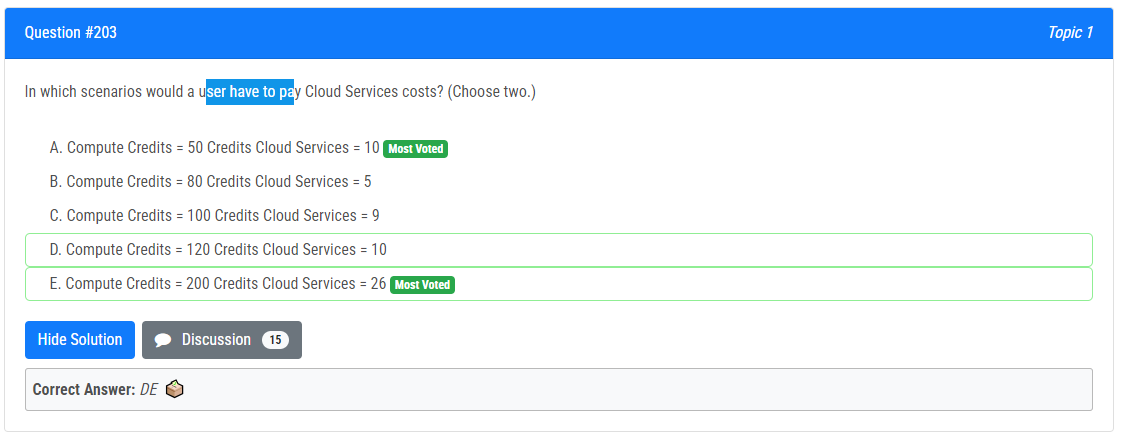 Question #203
Topic 1
In which scenarios would a user have to pay Cloud Services costs? (Choose two.)
A. Compute Credits = 50 Credits Cloud Services = 10 Most Voted
B. Compute Credits = 80 Credits Cloud Services = 5
C. Compute Credits = 100 Credits Cloud Services = 9
D. Compute Credits = 120 Credits Cloud Services = 10
E. Compute Credits = 200 Credits Cloud Services = 26 Most Voted
Hide Solution
Discussion 15
Correct Answer: DE